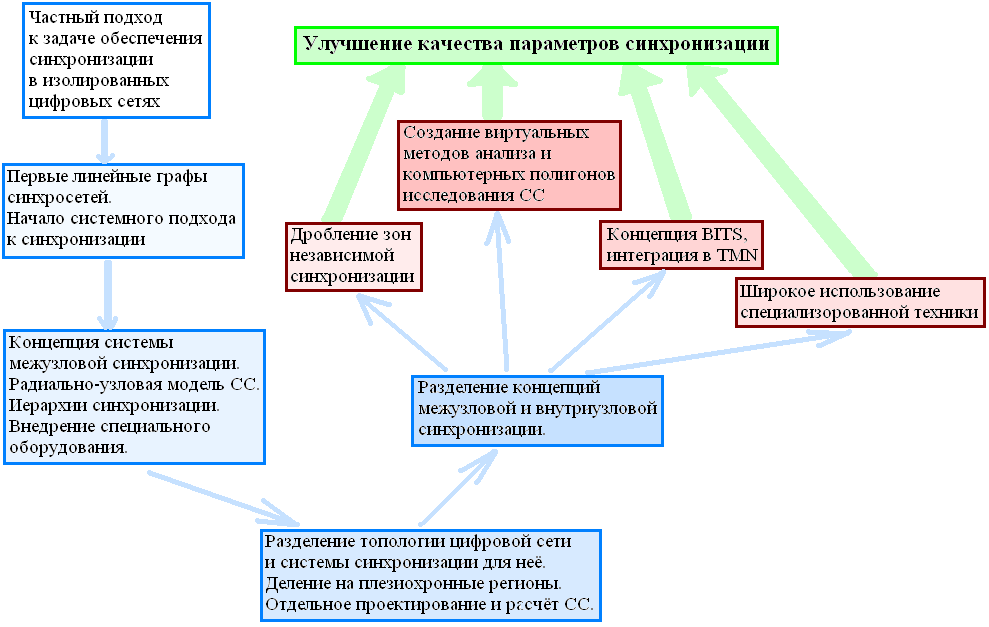 Частный подход
к задаче обеспечения
синхронизации
в изолированных
цифровых сетях
Улучшение качества параметров синхронизации
Создание виртуальных
методов анализа и
компьютерных полигонов
исследования СС
Первые линейные графы
синхросетей.
Начало системного подхода
к синхронизации
Дробление зон
независимой
синхронизации
Концепция BITS,
интеграция в TMN
Широкое использование
специализорованной техники
Концепция системы
межузловой синхронизации.
Радиально-узловая модель СС.
Иерархии синхронизации.
Внедрение специального
оборудования.
Разделение концепций
межузловой и внутриузловой
синхронизации.
Разделение топологии цифровой сети
и системы синхронизации для неё.
Деление на плезиохронные регионы.
Отдельное проектирование и расчёт СС.